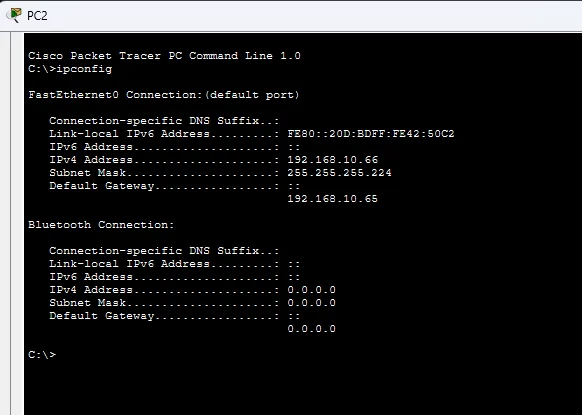 PC2
Cisco Packet Tracer PC Command Line 1.0
C:\>ipconfig
FastEthernet0 Connection:(default port)
Connection-specific DNS Suffix..:
Link-local IPv6 Address.........: FE80::20D:BDFF:FE42:50C2
IPv6 Address....................: ::
IPv4 Address....................: 192.168.10.66
Subnet Mask.....................: 255.255.255.224
Default Gateway.................: ::
192.168.10.65
Bluetooth Connection:
Connection-specific DNS Suffix..:
Link-local IPv6 Address.........: ::
IPv6 Address....................: ::
IPv4 Address....................: 0.0.0.0
Subnet Mask.....................: 0.0.0.0
Default Gateway.................: ::
0.0.0.0
C:\>